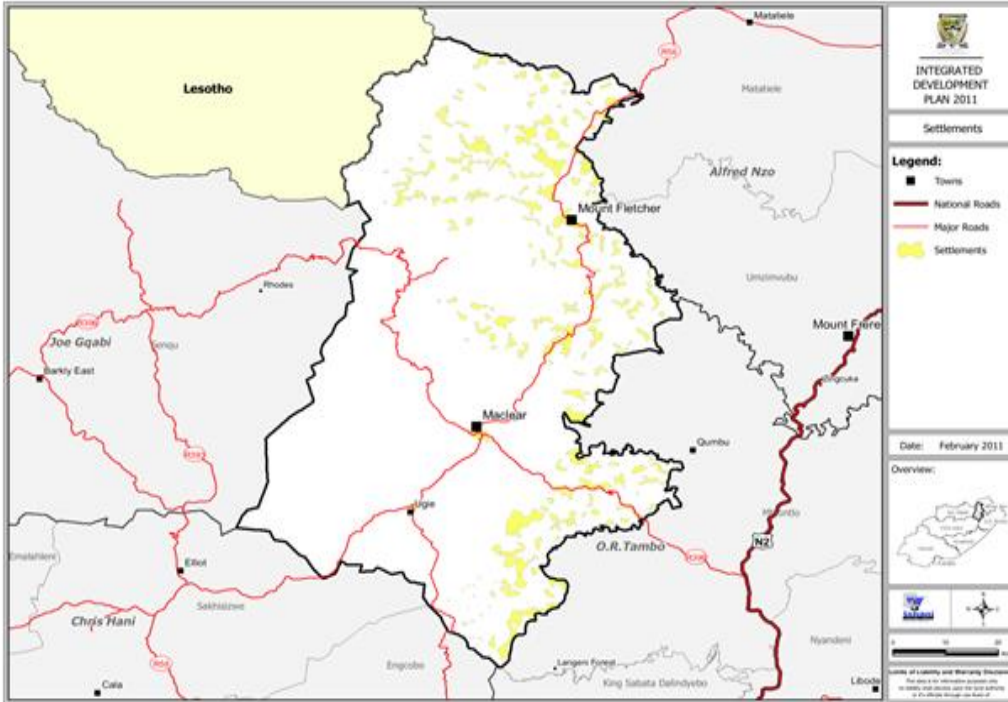 Matatiele
R56
Lesotho
Matatiele
Alfred Nzo
Mount Fletcher
Umzimvubu
Rhodes
Mount Frere
Joe Gqabi
Senqu
Barkly East
Maclear
Qumbu
Ugie
Mhlontlo
N2
O.R.Tambo
Emalahleni
Elliot
Sakhisizwe
Chris Hani
Engcobo
Nyandeni
Langeni Forest
King Sabata Dalindyebo
Cala
Libode
INTEGRATED
DEVELOPMENT
PLAN 2011
Settlements
Legend:
Towns
National Roads
Major Roads
Settlements
Date: February 2011
Overview: